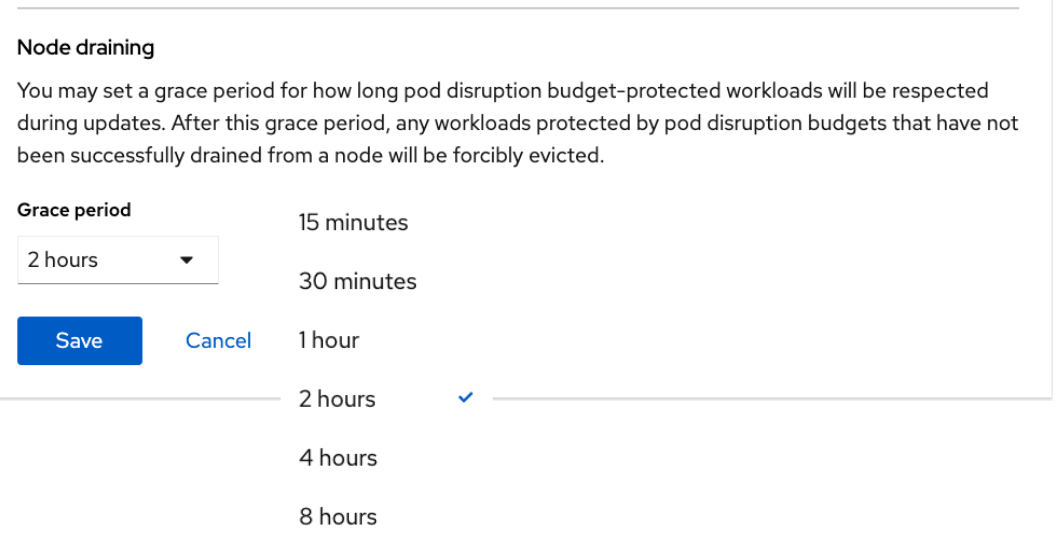 Node draining
You may set a grace period for how long pod disruption budget-protected workloads will be respected
during updates. After this grace period, any workloads protected by pod disruption budgets that have not
been successfully drained from a node will be forcibly evicted.
Grace period
2 hours
Save
Cancel
15 minutes
30 minutes
1 hour
2 hours
4 hours
8 hours